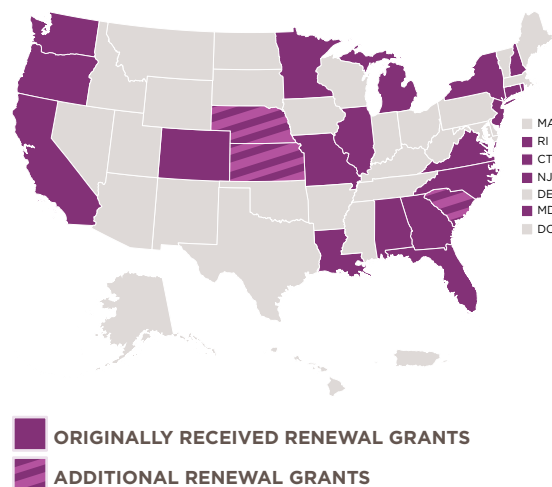 MA
RI
CT
NJ
DE
MD
DC
ORIGINALLY RECEIVED RENEWAL GRANTS
ADDITIONAL RENEWAL GRANTS